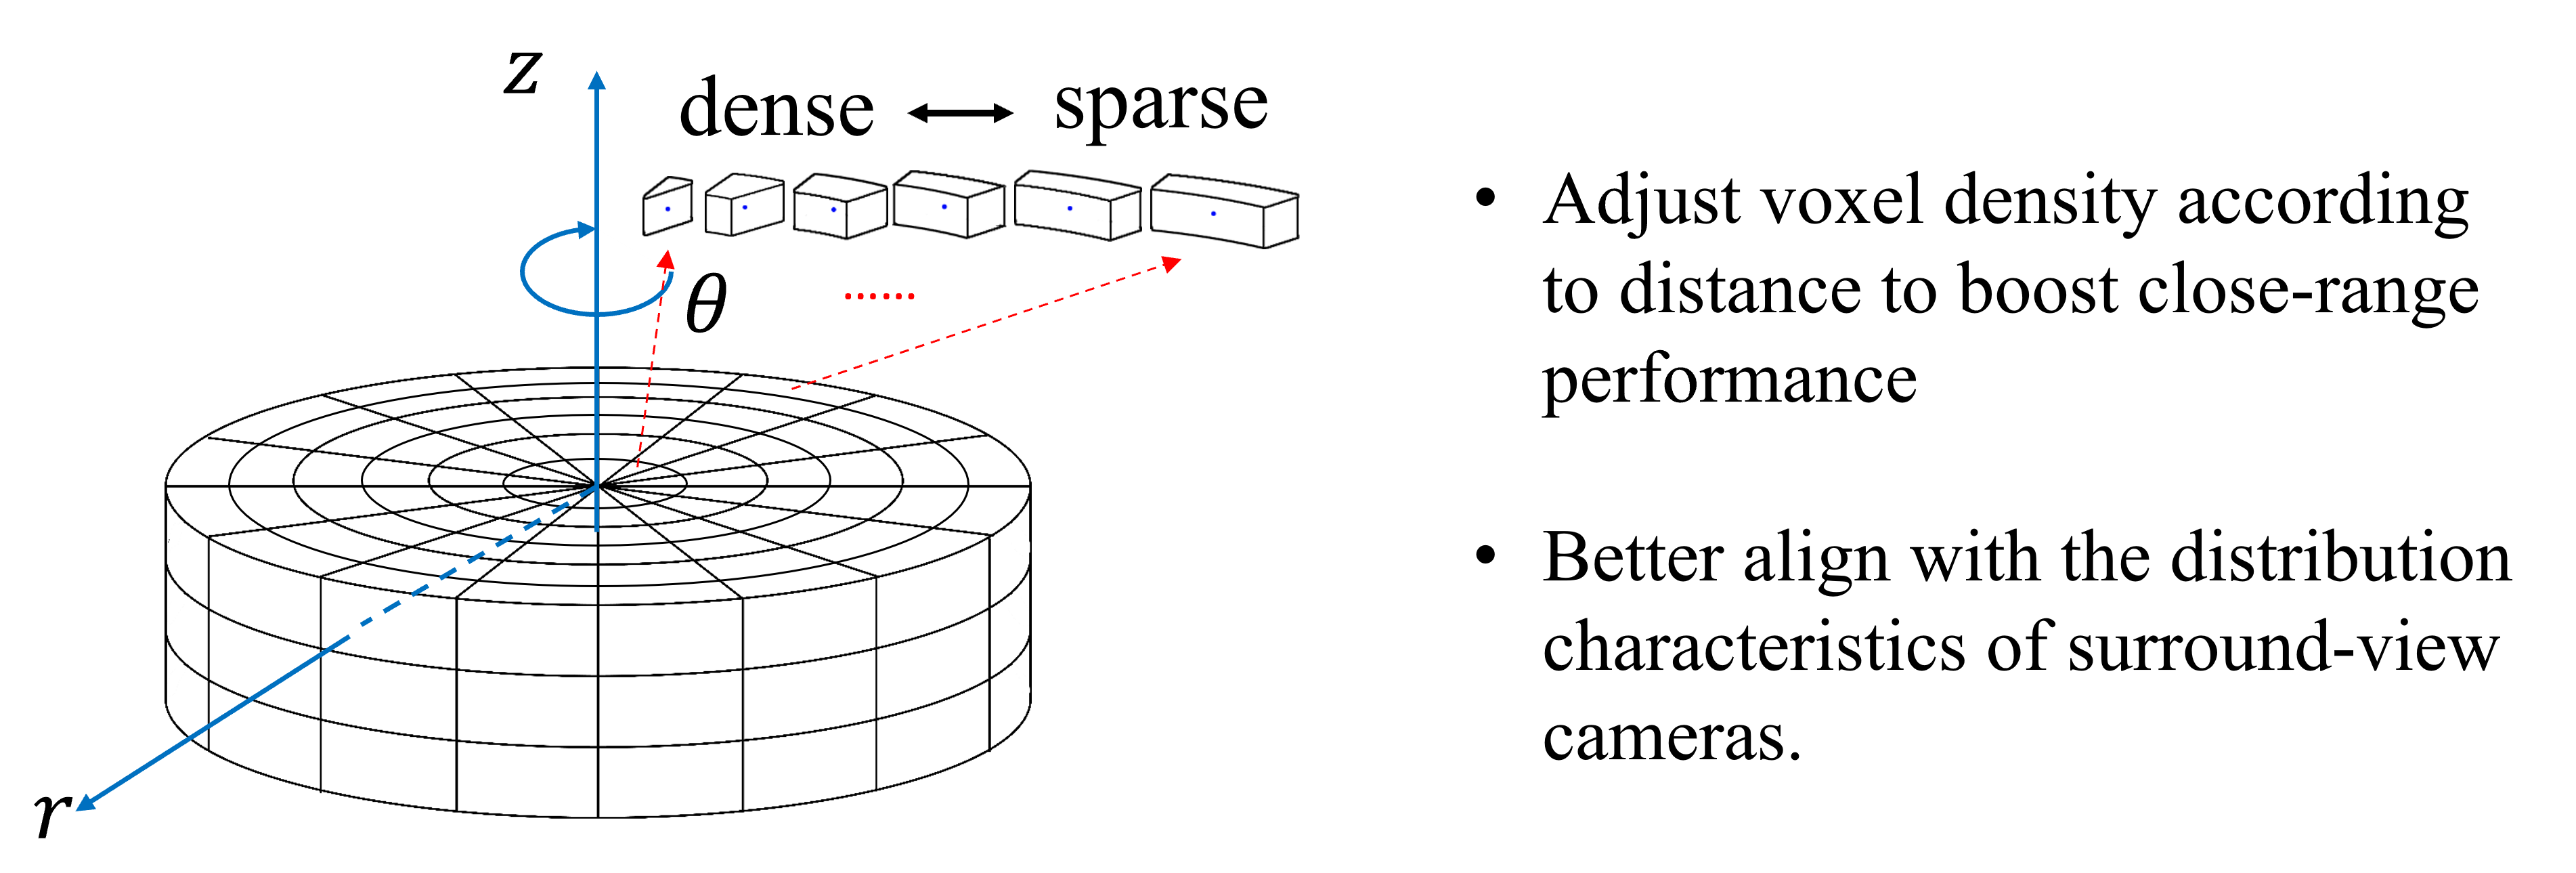 z
dense ↔ sparse
θ
......
r
• Adjust voxel density according
to distance to boost close-range
performance
• Better align with the distribution
characteristics of surround-view
cameras.